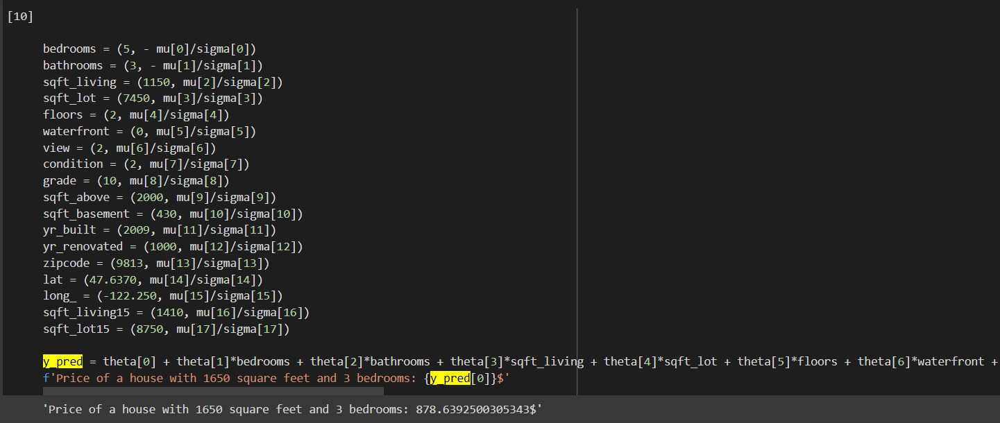 [10]
bedrooms = (5, - mu[0]/sigma[0])
bathrooms = (3, - mu[1]/sigma[1])
sqft_living = (1150, mu[2]/sigma[2])
sqft_lot = (7450, mu[3]/sigma[3])
floors = (2, mu[4]/sigma[4])
waterfront = (0, mu[5]/sigma[5])
view = (2, mu[6]/sigma[6])
condition = (2, mu[7]/sigma[7])
grade = (10, mu[8]/sigma[8])
sqft_above = (2000, mu[9]/sigma[9])
sqft_basement = (430, mu[10]/sigma[10])
yr_built = (2009, mu[11]/sigma[11])
yr_renovated = (1000, mu[12]/sigma[12])
zipcode = (9813, mu[13]/sigma[13])
lat = (47.6370, mu[14]/sigma[14])
long_ = (-122.250, mu[15]/sigma[15])
sqft_living15 = (1410, mu[16]/sigma[16])
sqft_lot15 = (8750, mu[17]/sigma[17])
y_pred = theta[0] + theta[1]*bedrooms + theta[2]*bathrooms + theta[3]*sqft_living + theta[4]*sqft_lot + theta[5]*floors + theta[6]*waterfront +
f'Price of a house with 1650 square feet and 3 bedrooms: {y_pred[0]}$'
'Price of a house with 1650 square feet and 3 bedrooms: 878.6392500305343$'